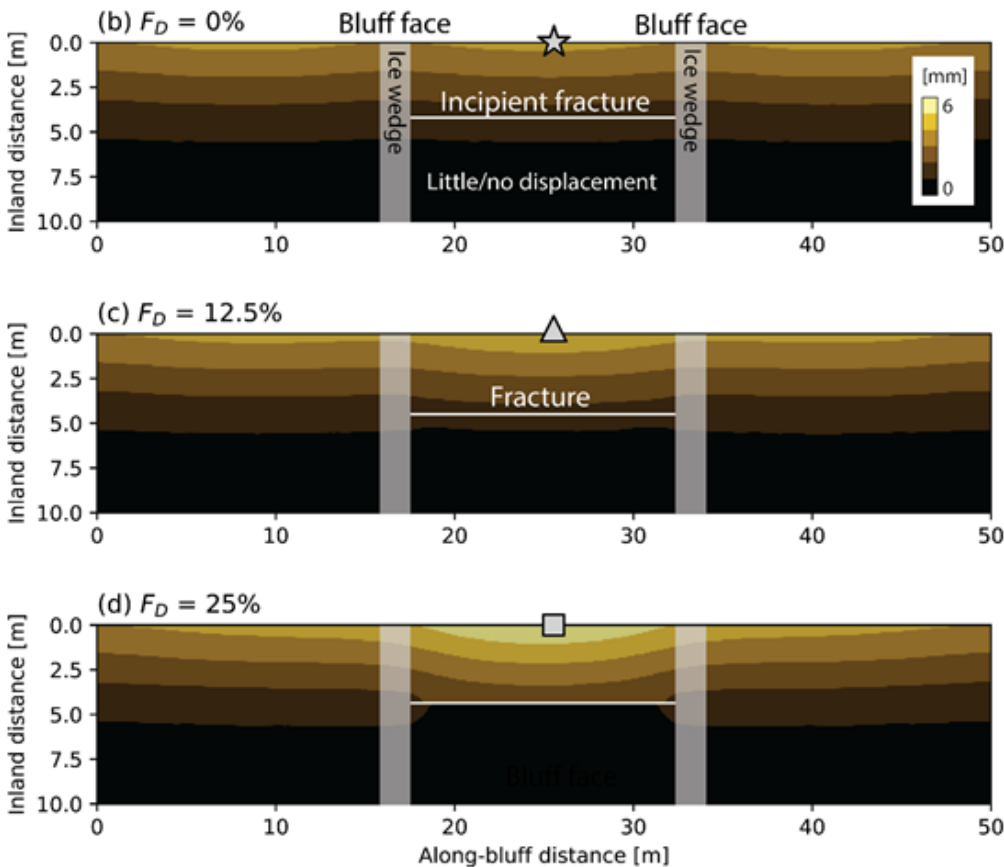 (b) F_D = 0%
Bluff face
Bluff face
0.0
2.5
5.0
7.5
10.0
Inland distance [m]
Ice wedge
Ice wedge
Incipient fracture
Little/no displacement
[mm]
6
0
0 10 20 30 40 50
(c) F_D = 12.5%
0.0
2.5
5.0
7.5
10.0
Inland distance [m]
Fracture
0 10 20 30 40 50
(d) F_D = 25%
0.0
2.5
5.0
7.5
10.0
Inland distance [m]
Bluff face
0 10 20 30 40 50
Along-bluff distance [m]